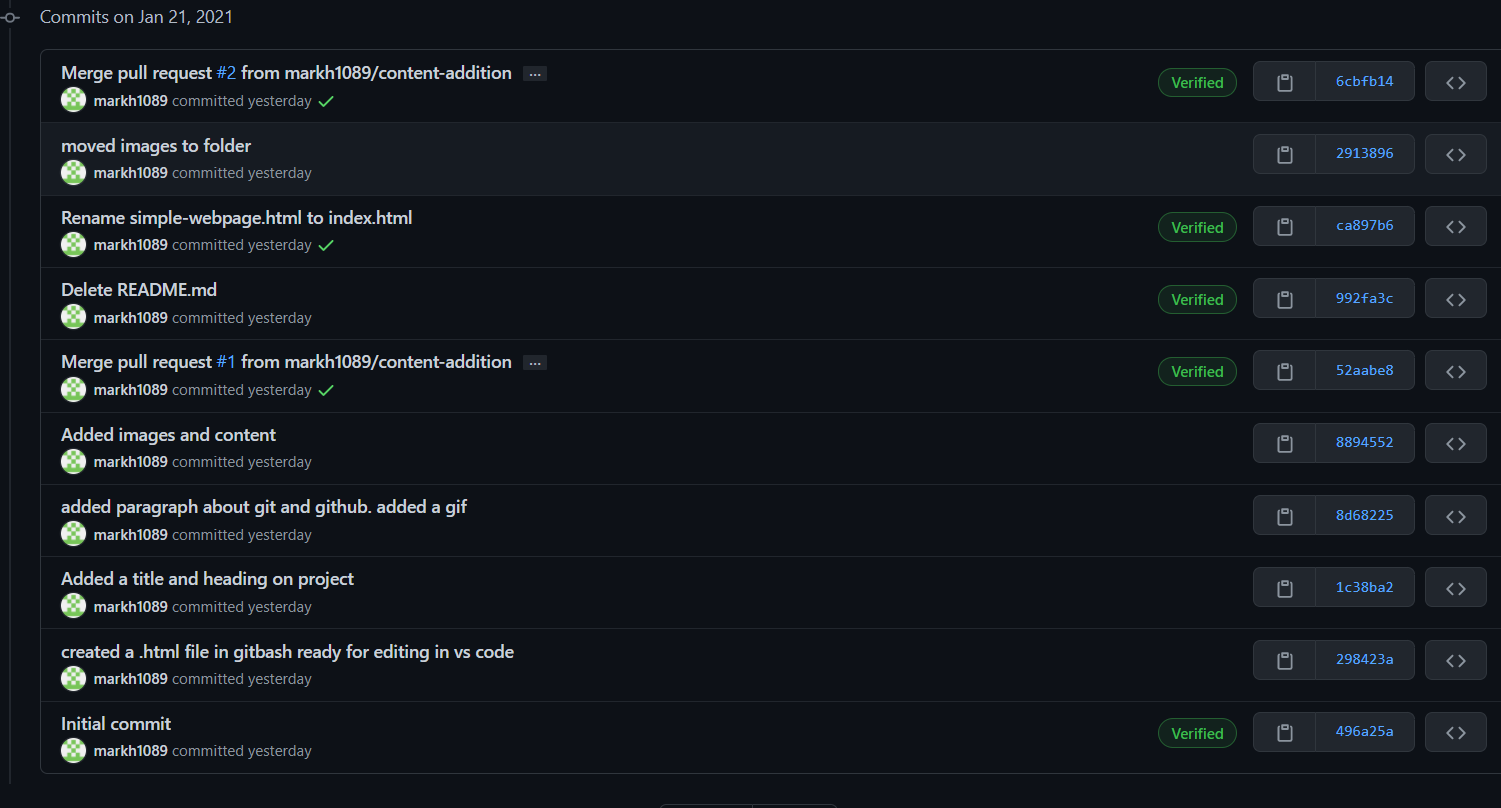 Commits on Jan 21, 2021
Merge pull request #2 from markh1089/content-addition ...
Verified
6cbfb14
markh1089 committed yesterday
moved images to folder
2913896
markh1089 committed yesterday
Rename simple-webpage.html to index.html
Verified
ca897b6
markh1089 committed yesterday
Delete README.md
Verified
992fa3c
markh1089 committed yesterday
Merge pull request #1 from markh1089/content-addition ...
Verified
52aabe8
markh1089 committed yesterday
Added images and content
8894552
markh1089 committed yesterday
added paragraph about git and github. added a gif
8d68225
markh1089 committed yesterday
Added a title and heading on project
1c38ba2
markh1089 committed yesterday
created a .html file in gitbash ready for editing in vs code
298423a
markh1089 committed yesterday
Initial commit
Verified
496a25a
markh1089 committed yesterday